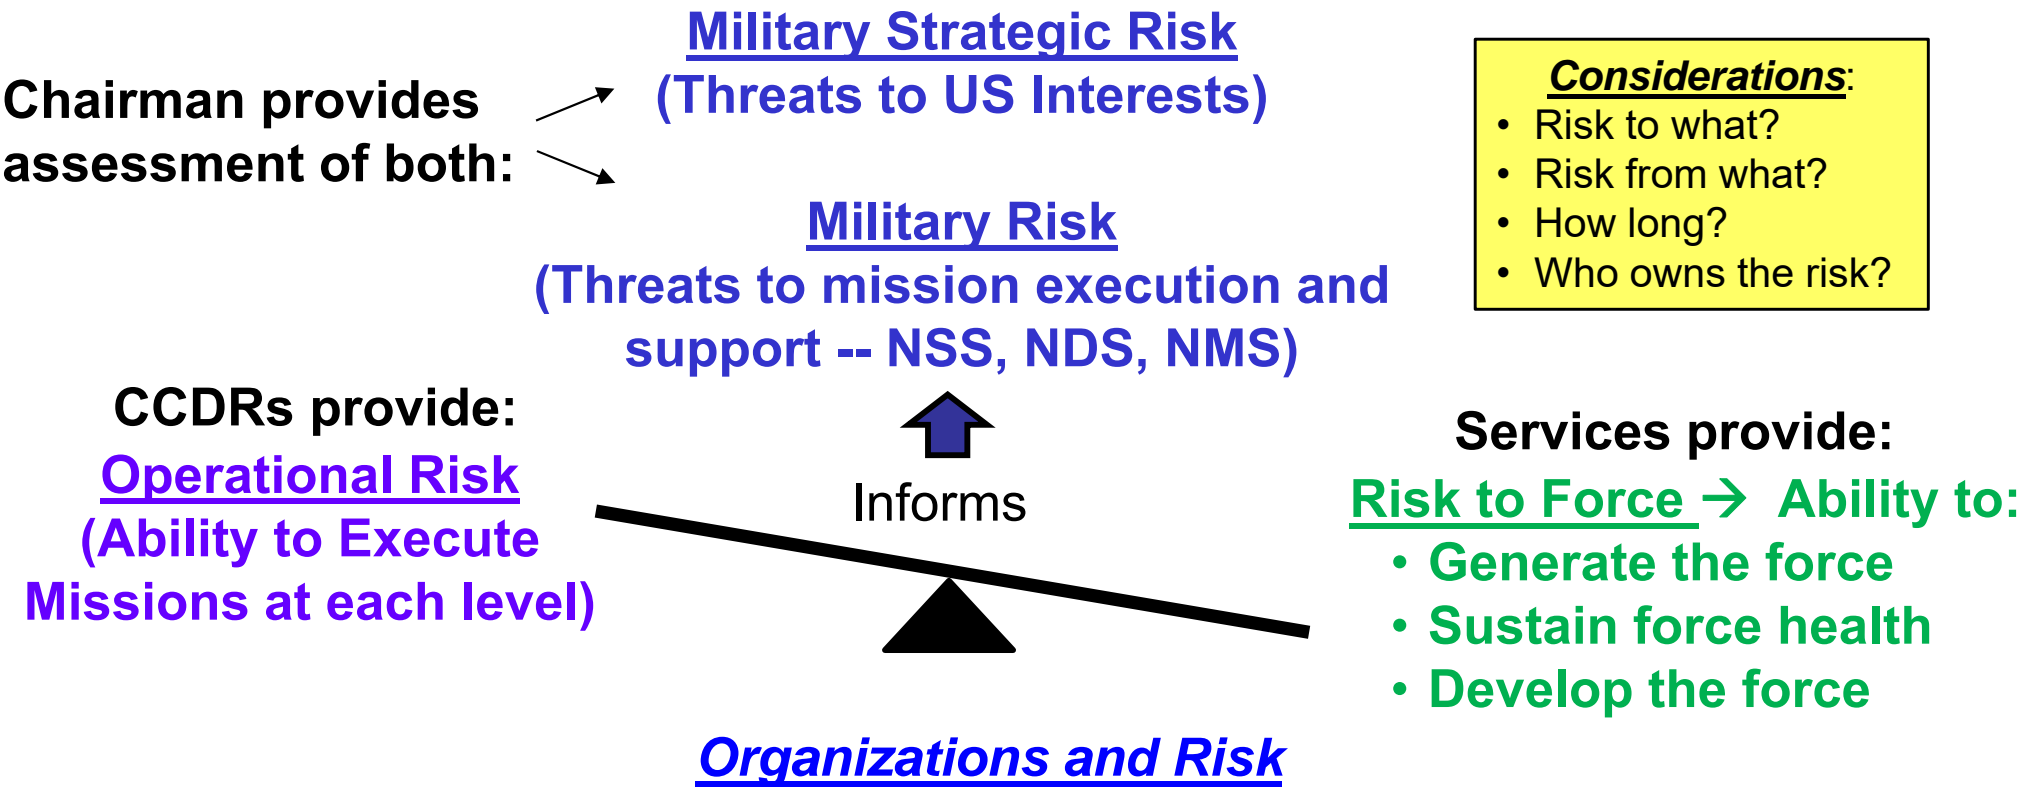 Military Strategic Risk
(Threats to US Interests)
Chairman provides
assessment of both:
Considerations:
• Risk to what?
• Risk from what?
• How long?
• Who owns the risk?
Military Risk
(Threats to mission execution and
support -- NSS, NDS, NMS)
CCDRs provide:
Operational Risk
(Ability to Execute
Missions at each level)
Informs
Services provide:
Risk to Force → Ability to:
• Generate the force
• Sustain force health
• Develop the force
Organizations and Risk